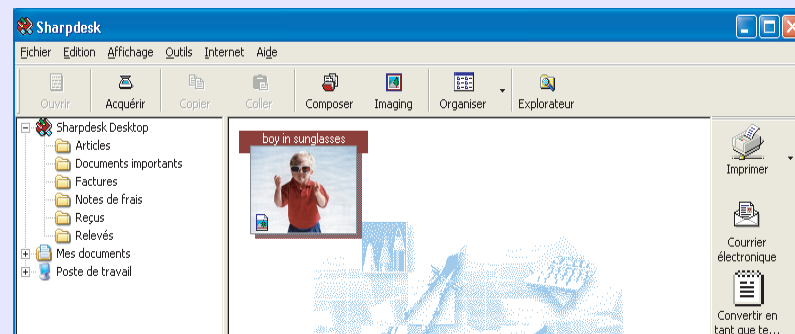 Sharpdesk
Fichier Edition Affichage Outils Internet Aide
Ouvrir Acquérir Copier Coller Composer Imaging Organiser Explorateur
Sharpdesk Desktop
Articles
Documents importants
Factures
Notes de frais
Reçus
Relevés
Mes documents
Poste de travail
boy in sunglasses
Imprimer
Courrier
électronique
Convertir en
tant que te...